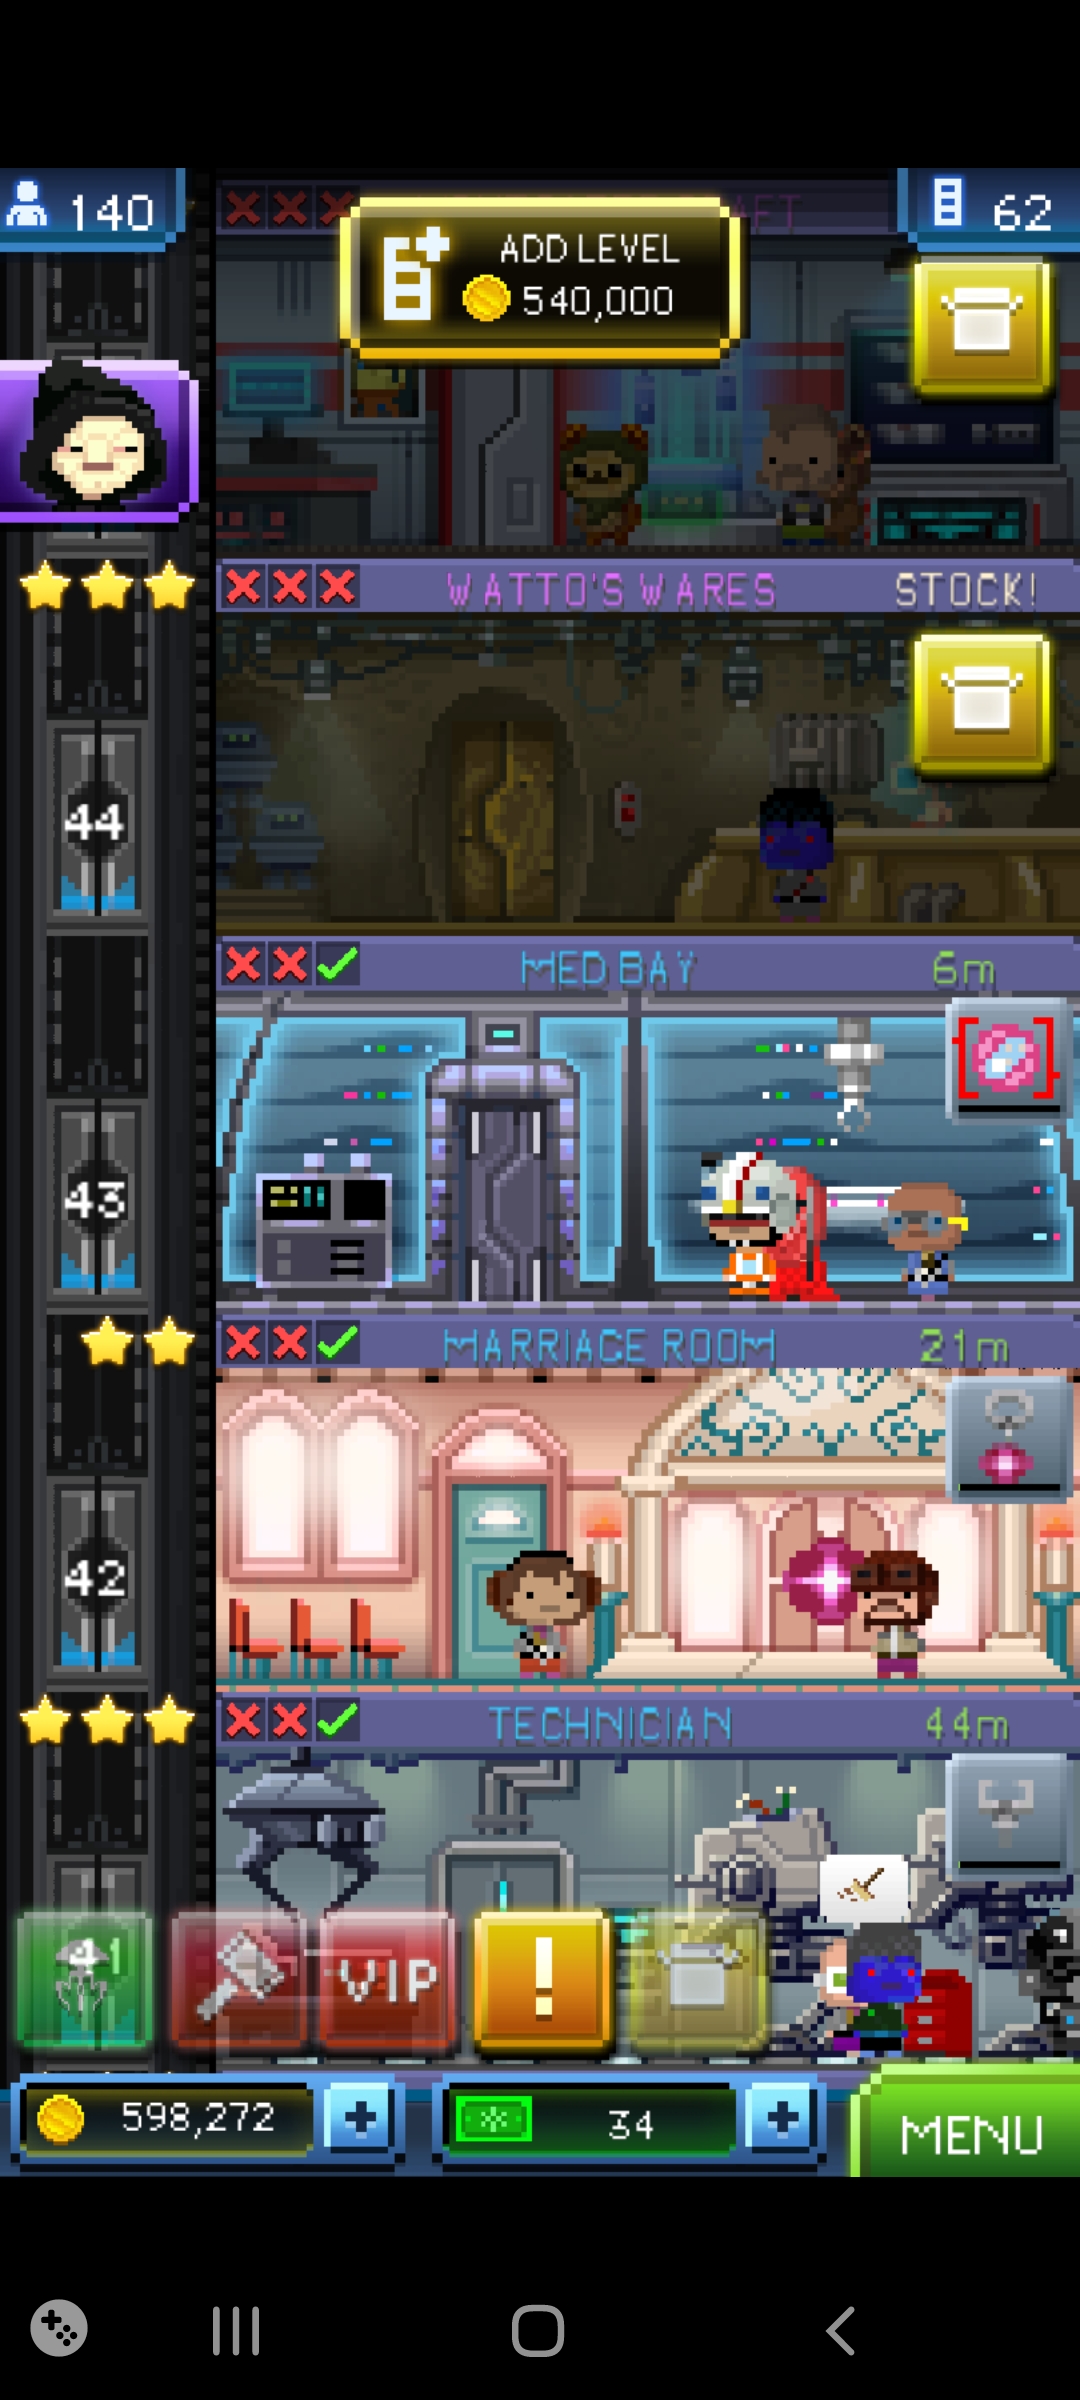 140
62
ADD LEVEL
540,000
WATTO'S WARES STOCK!
44
MED BAY 6m
43
MARRIAGE ROOM 21m
42
TECHNICIAN 44m
VIP
!
598,272 +
34 +
MENU